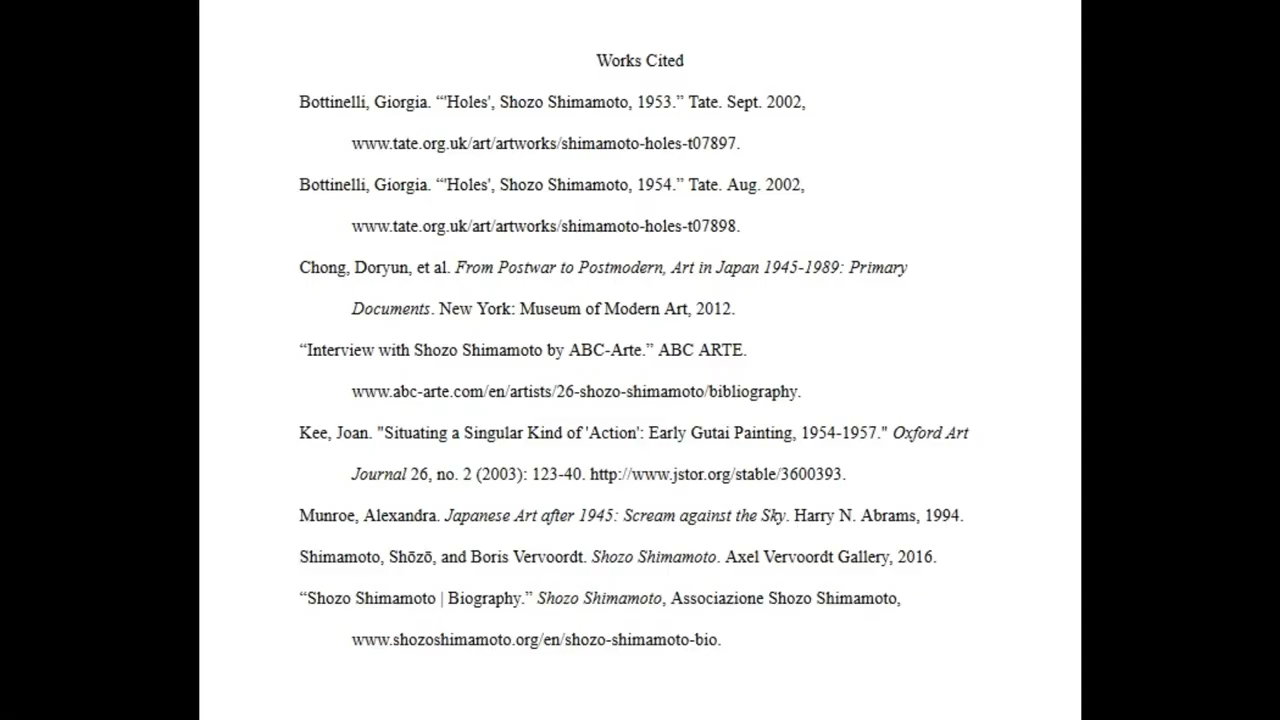 Works Cited
Bottinelli, Giorgia. “'Holes', Shozo Shimamoto, 1953.” Tate. Sept. 2002,
www.tate.org.uk/art/artworks/shimamoto-holes-t07897.
Bottinelli, Giorgia. “'Holes', Shozo Shimamoto, 1954.” Tate. Aug. 2002,
www.tate.org.uk/art/artworks/shimamoto-holes-t07898.
Chong, Doryun, et al. From Postwar to Postmodern, Art in Japan 1945-1989: Primary
Documents. New York: Museum of Modern Art, 2012.
“Interview with Shozo Shimamoto by ABC-Arte.” ABC ARTE.
www.abc-arte.com/en/artists/26-shozo-shimamoto/bibliography.
Kee, Joan. "Situating a Singular Kind of 'Action': Early Gutai Painting, 1954-1957." Oxford Art
Journal 26, no. 2 (2003): 123-40. http://www.jstor.org/stable/3600393.
Munroe, Alexandra. Japanese Art after 1945: Scream against the Sky. Harry N. Abrams, 1994.
Shimamoto, Shōzō, and Boris Vervoordt. Shozo Shimamoto. Axel Vervoordt Gallery, 2016.
“Shozo Shimamoto | Biography.” Shozo Shimamoto, Associazione Shozo Shimamoto,
www.shozoshimamoto.org/en/shozo-shimamoto-bio.